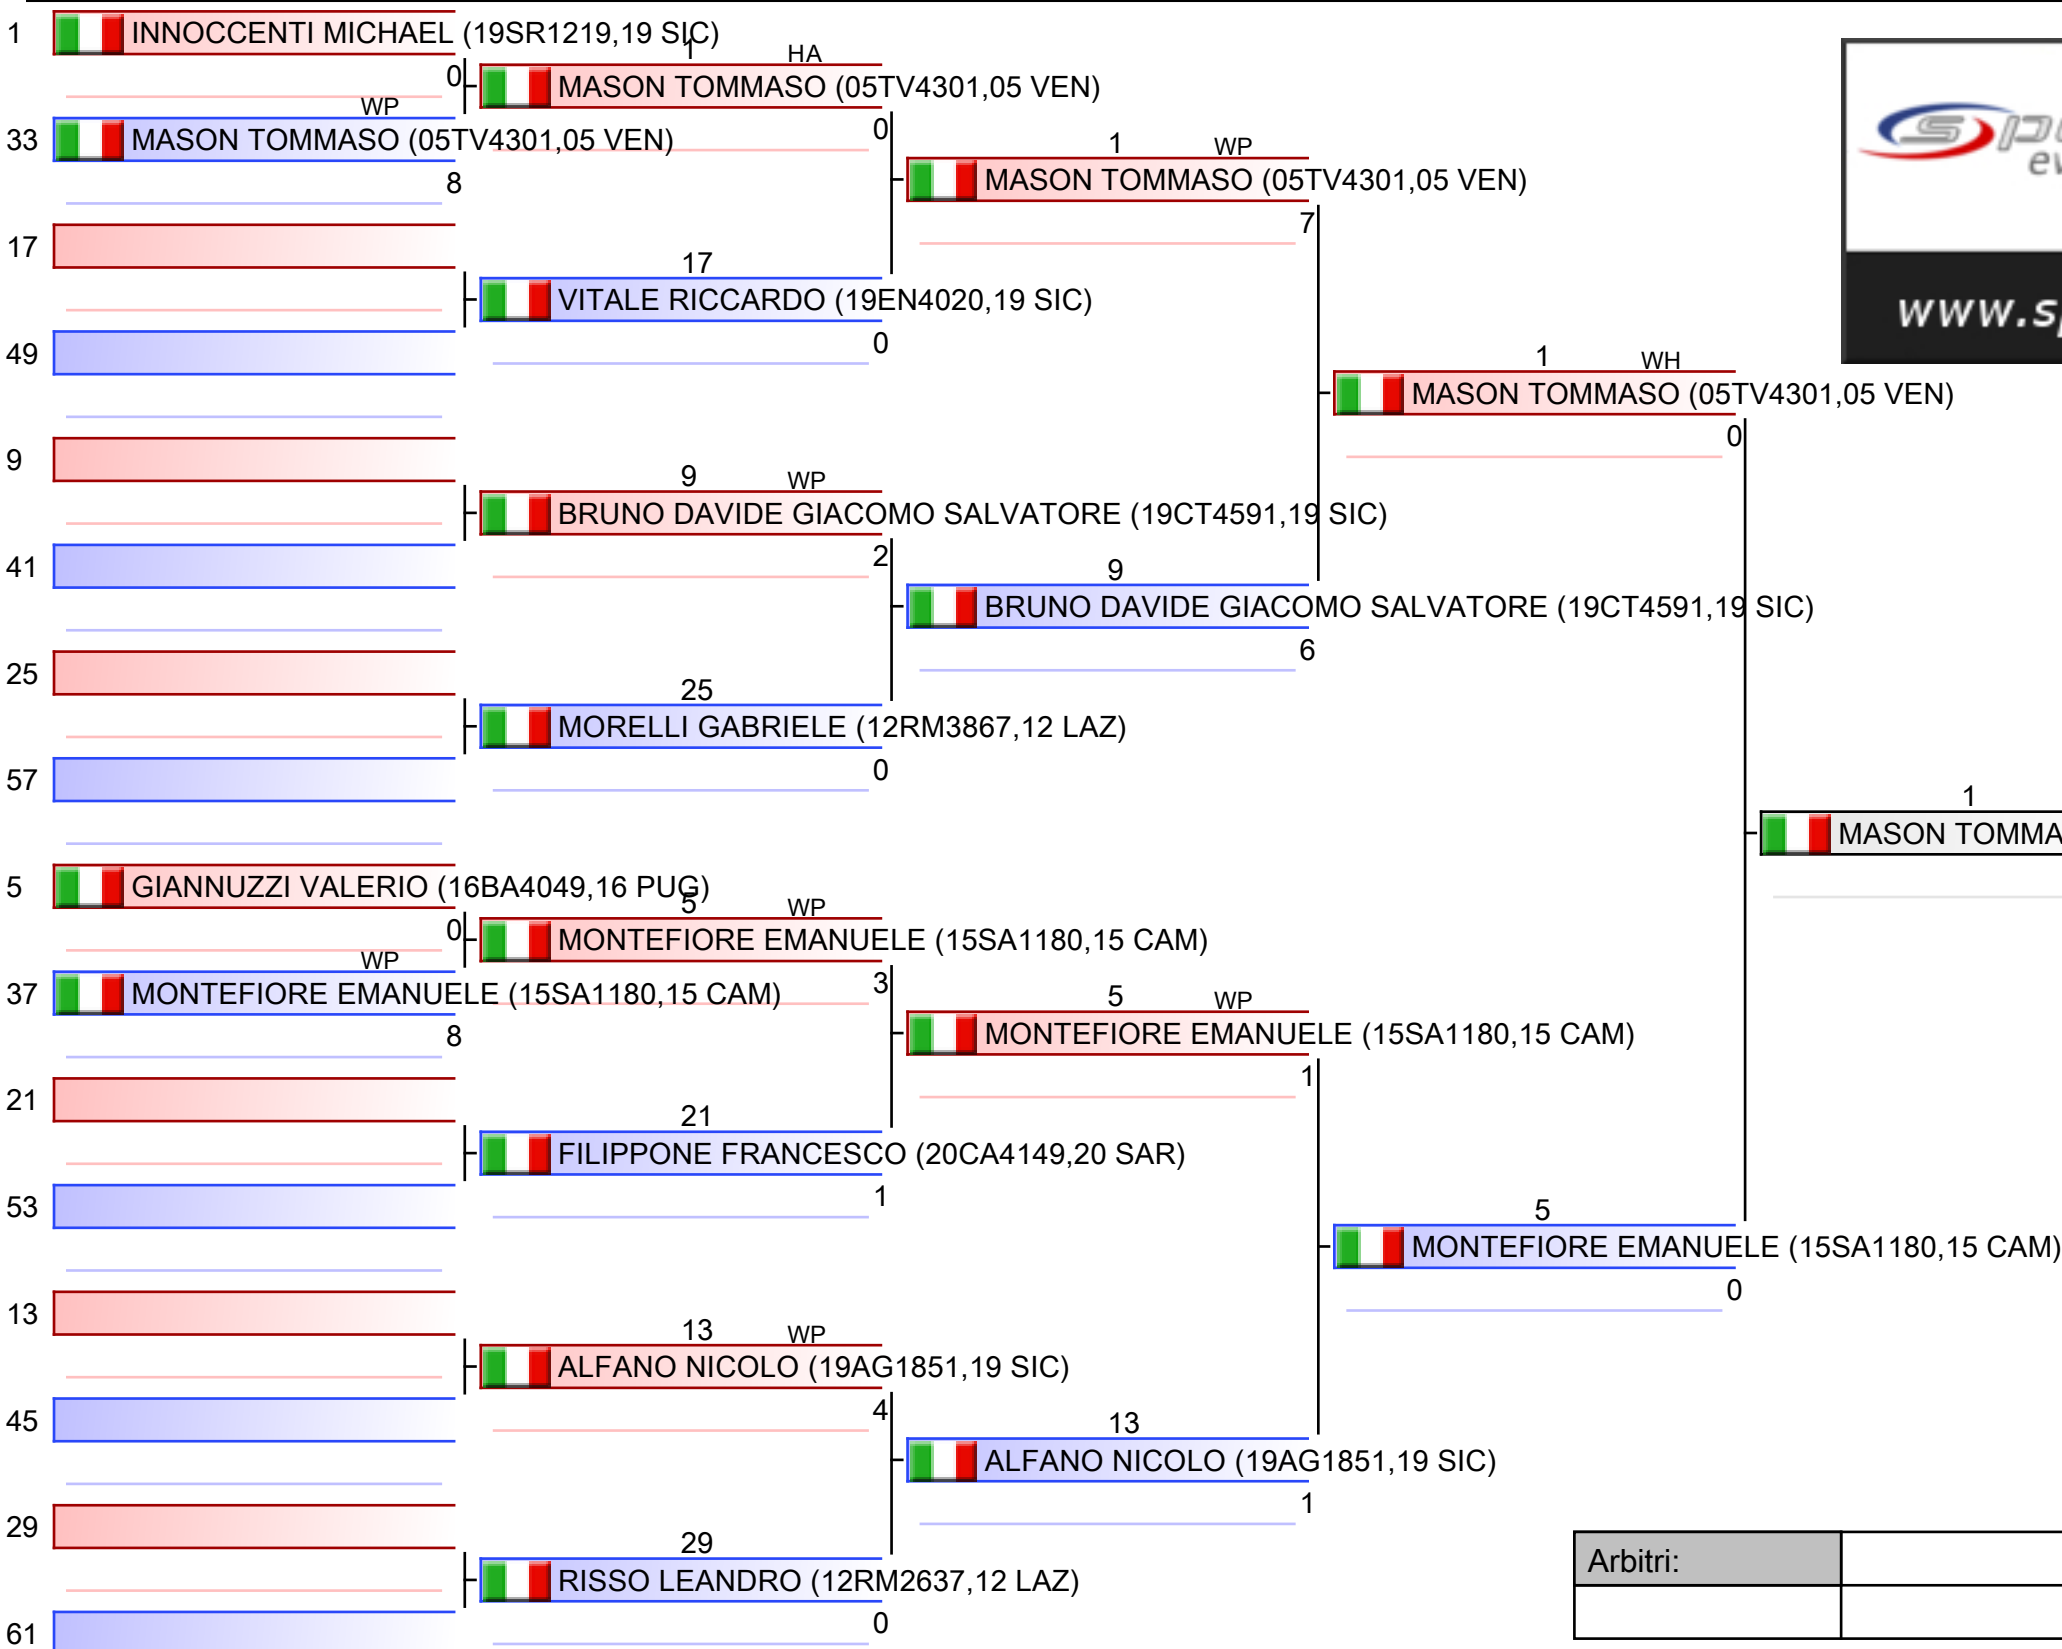 1 INNOCCENTI MICHAEL (19SR1219,19 SIC)
1 HA
0 MASON TOMMASO (05TV4301,05 VEN)
WP
33 MASON TOMMASO (05TV4301,05 VEN)
0
1 WP
MASON TOMMASO (05TV4301,05 VEN)
8
7
17
17
VITALE RICCARDO (19EN4020,19 SIC)
www.sp
0
49
1 WH
MASON TOMMASO (05TV4301,05 VEN)
0
9
9 WP
BRUNO DAVIDE GIACOMO SALVATORE (19CT4591,19 SIC)
2
41
9
BRUNO DAVIDE GIACOMO SALVATORE (19CT4591,19 SIC)
6
25
25
MORELLI GABRIELE (12RM3867,12 LAZ)
0
57
1
MASON TOMMA
5 GIANNUZZI VALERIO (16BA4049,16 PUG)
5 WP
0 MONTEFIORE EMANUELE (15SA1180,15 CAM)
WP
3
37 MONTEFIORE EMANUELE (15SA1180,15 CAM)
5 WP
MONTEFIORE EMANUELE (15SA1180,15 CAM)
8
1
21
21
FILIPPONE FRANCESCO (20CA4149,20 SAR)
1
53
5
MONTEFIORE EMANUELE (15SA1180,15 CAM)
0
13
13 WP
ALFANO NICOLO (19AG1851,19 SIC)
4
45
13
ALFANO NICOLO (19AG1851,19 SIC)
1
29
29
Arbitri:
RISSO LEANDRO (12RM2637,12 LAZ)
0
61